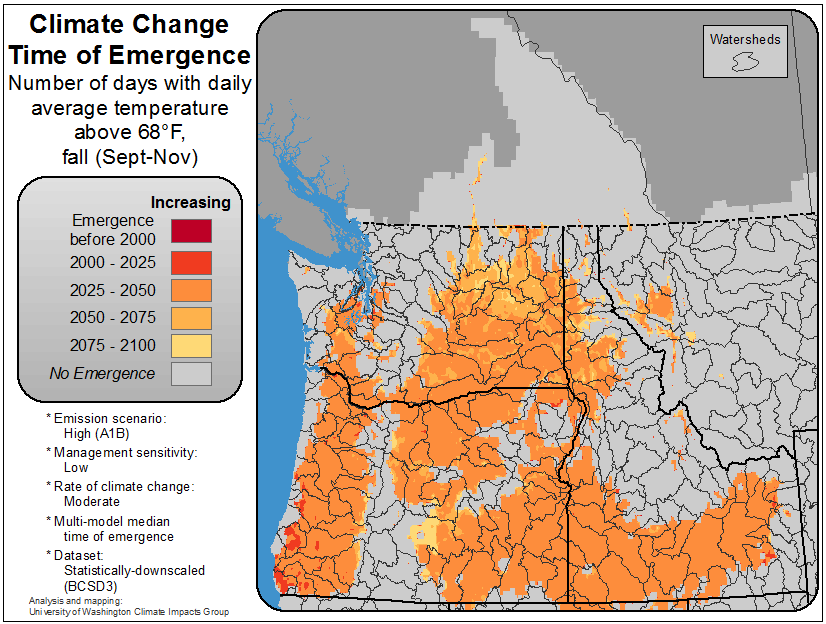 Climate Change
Time of Emergence
Number of days with daily
average temperature
above 68°F,
fall (Sept-Nov)
Increasing
Emergence
before 2000
2000 - 2025
2025 - 2050
2050 - 2075
2075 - 2100
No Emergence
* Emission scenario:
High (A1B)
* Management sensitivity:
Low
* Rate of climate change:
Moderate
* Multi-model median
time of emergence
* Dataset:
Statistically-downscaled
(BCSD3)
Analysis and mapping:
University of Washington Climate Impacts Group
Watersheds